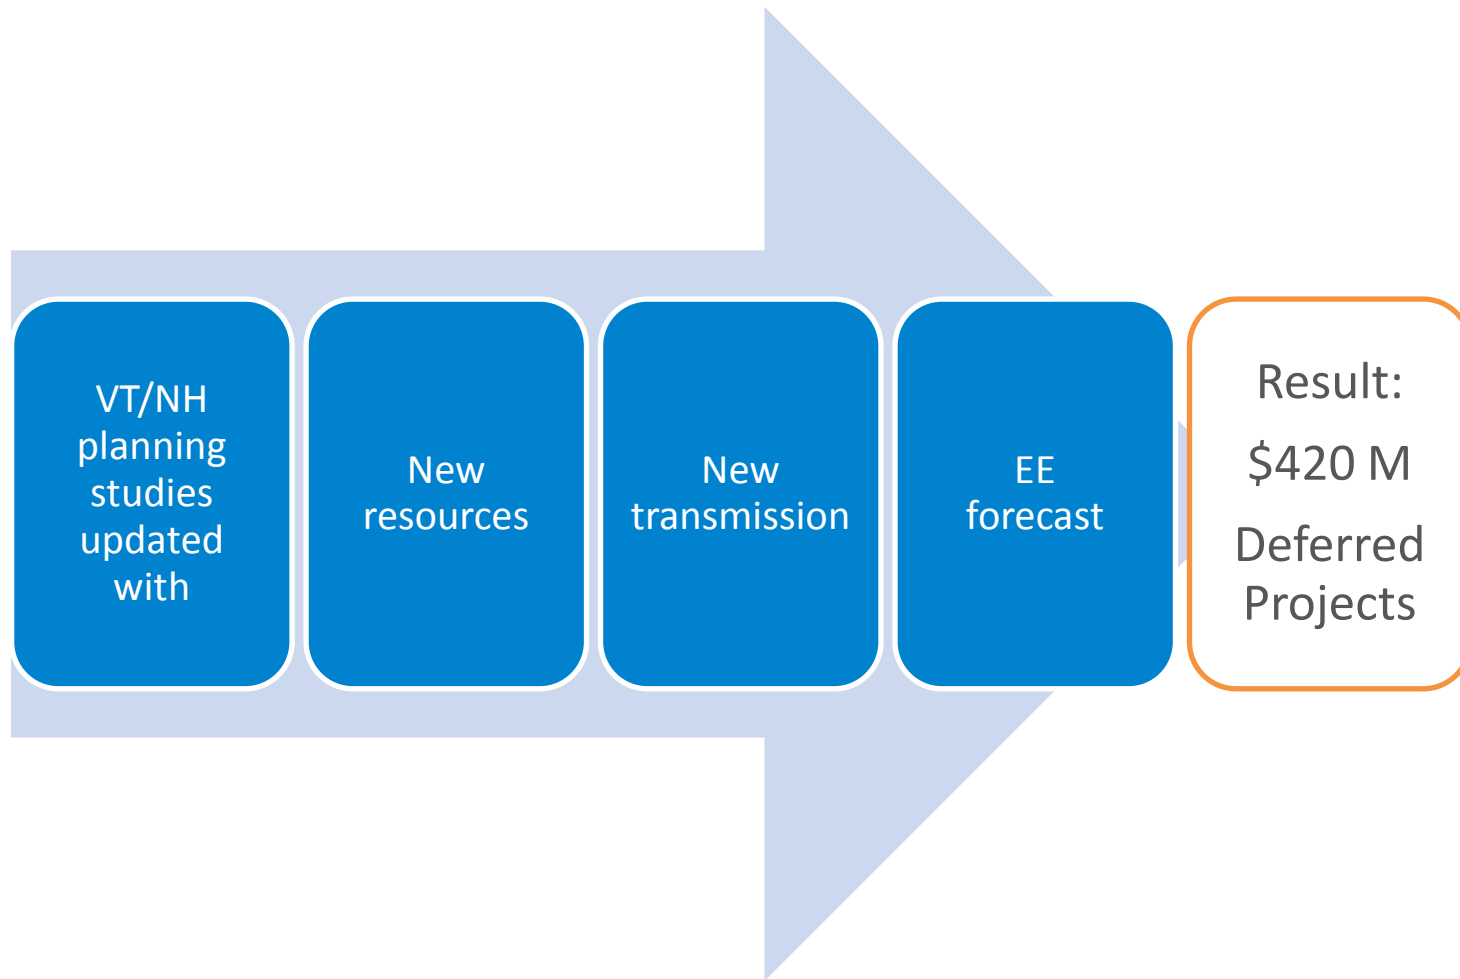 VT/NH
planning
studies
updated
with
New
resources
New
transmission
EE
forecast
Result:
$420 M
Deferred
Projects